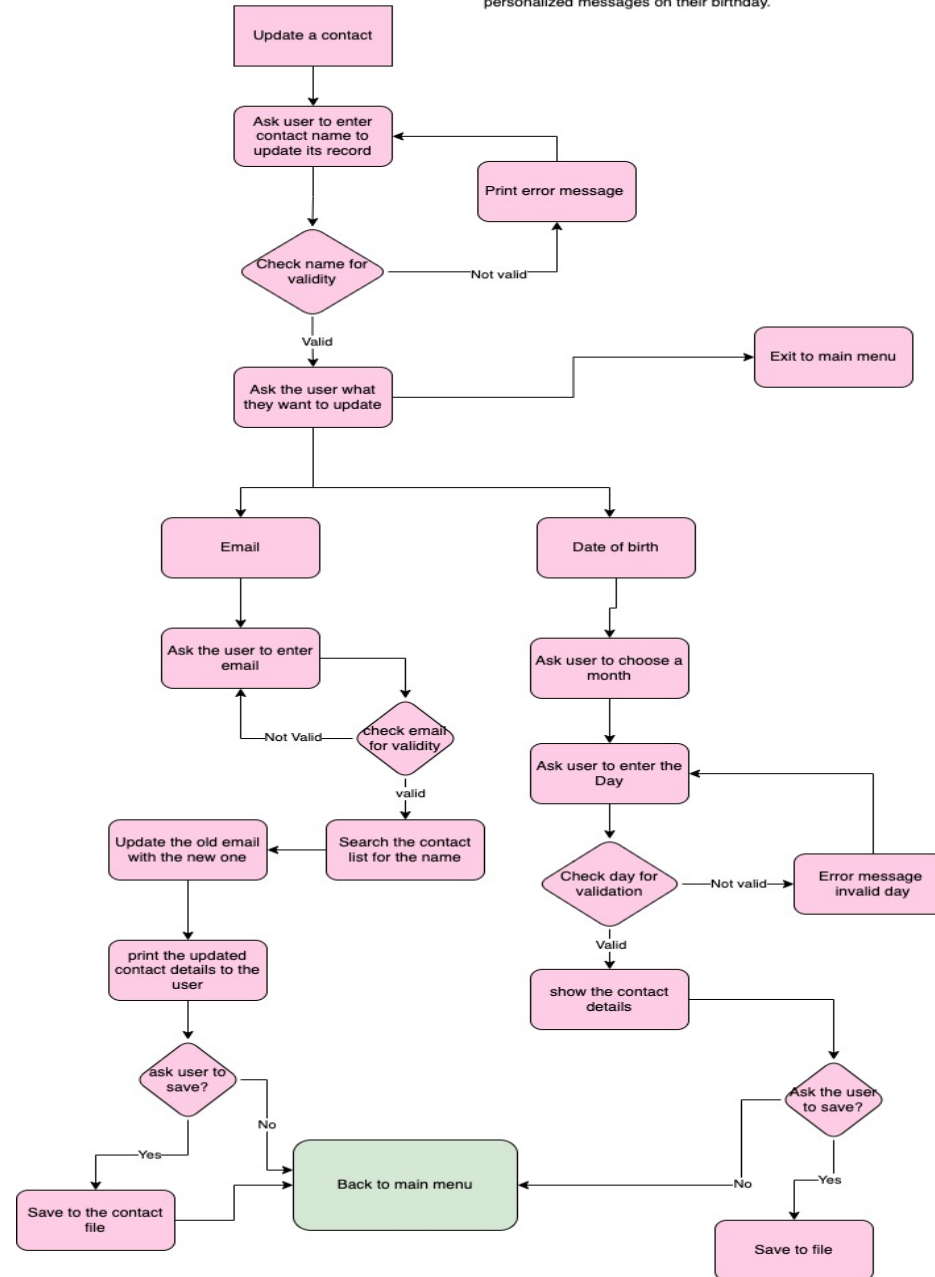 personalized messages on their birthday.
Update a contact
Ask user to enter
contact name to
update its record
Print error message
Check name for
validity
Not valid
Valid
Exit to main menu
Ask the user what
they want to update
Email
Date of birth
Ask the user to enter
email
Ask user to choose a
month
check email
for validity
Not Valid
valid
Ask user to enter the
Day
Update the old email
with the new one
Search the contact
list for the name
Check day for
validation
Not valid
Error message
invalid day
Valid
print the updated
contact details to the
user
show the contact
details
ask user to
save?
Ask the user
to save?
No
Yes
Back to main menu
No
Yes
Save to the contact
file
Save to file